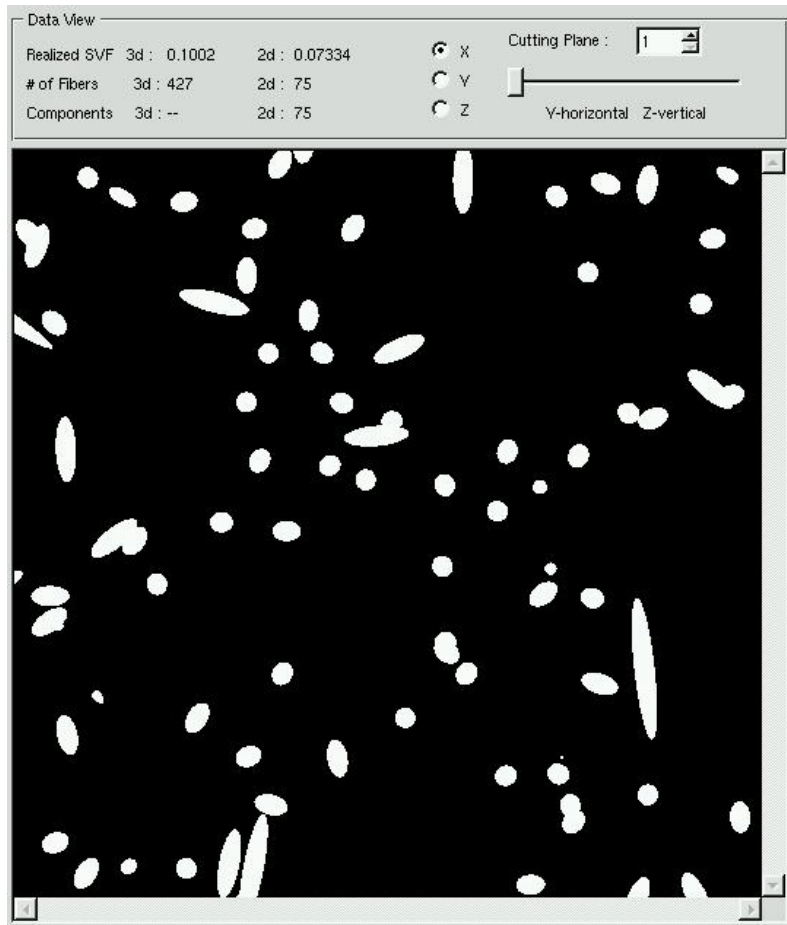 Data View
Realized SVF 3d : 0.1002 2d : 0.07334
# of Fibers 3d : 427 2d : 75
Components 3d : -- 2d : 75
X
Y
Z
Cutting Plane : 1
Y-horizontal Z-vertical